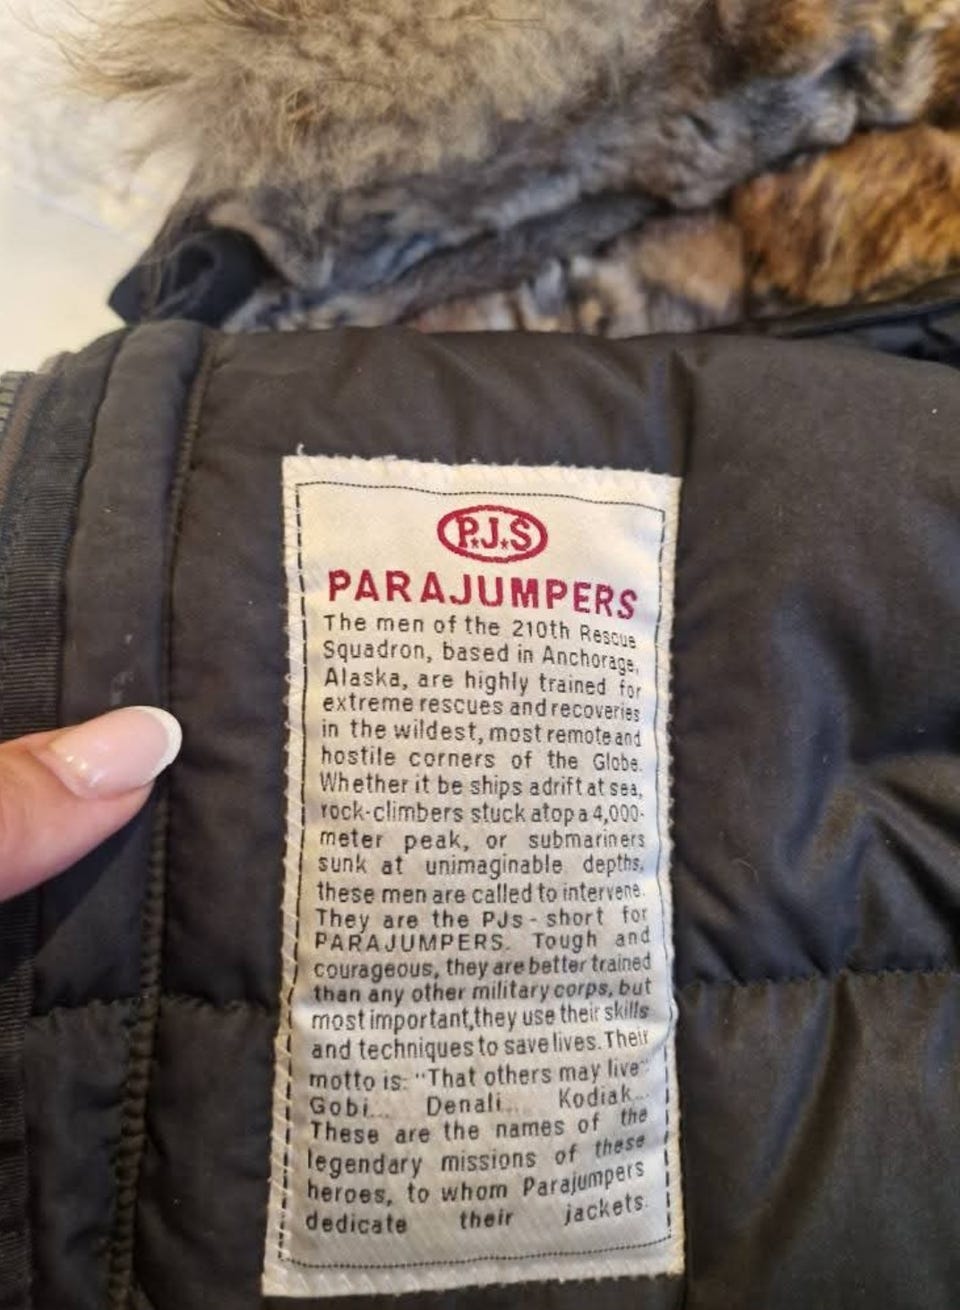 P.J.S
PARAJUMPERS
The men of the 210th Rescue
Squadron, based in Anchorage,
Alaska, are highly trained for
extreme rescues and recoveries
in the wildest, most remote and
hostile corners of the Globe.
Whether it be ships adrift at sea,
rock-climbers stuck atop a 4,000-
meter peak, or submariners
sunk at unimaginable depths,
these men are called to intervene.
They are the PJs - short for
PARAJUMPERS. Tough and
courageous, they are better trained
than any other military corps, but
most important,they use their skills
and techniques to save lives. Their
motto is: "That others may live"
Gobi... Denali... Kodiak...
These are the names of the
legendary missions of these
heroes, to whom Parajumpers
dedicate their jackets.